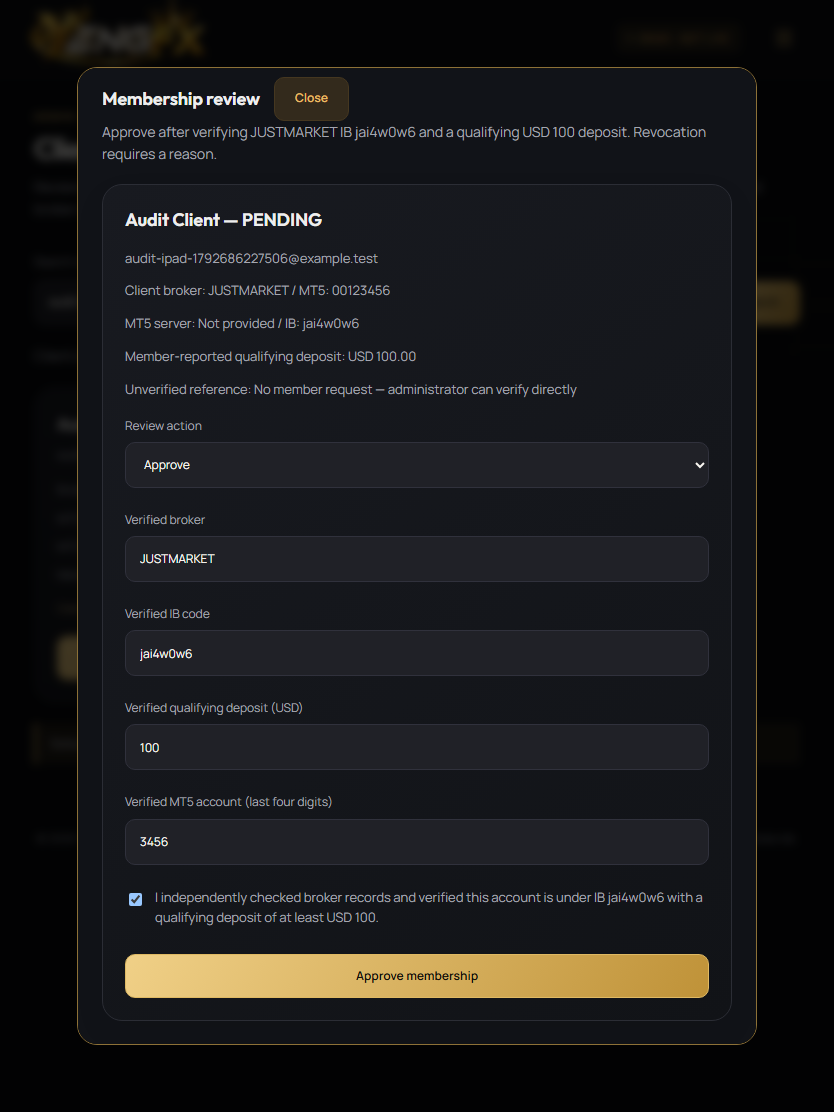 ZENGFX
Membership review
Close
Approve after verifying JUSTMARKET IB jai4w0w6 and a qualifying USD 100 deposit. Revocation
requires a reason.
Audit Client — PENDING
audit-ipad-1792686227506@example.test
Client broker: JUSTMARKET / MT5: 00123456
MT5 server: Not provided / IB: jai4w0w6
Member-reported qualifying deposit: USD 100.00
Unverified reference: No member request — administrator can verify directly
Review action
Approve
Verified broker
JUSTMARKET
Verified IB code
jai4w0w6
Verified qualifying deposit (USD)
100
Verified MT5 account (last four digits)
3456
I independently checked broker records and verified this account is under IB jai4w0w6 with a
qualifying deposit of at least USD 100.
Approve membership